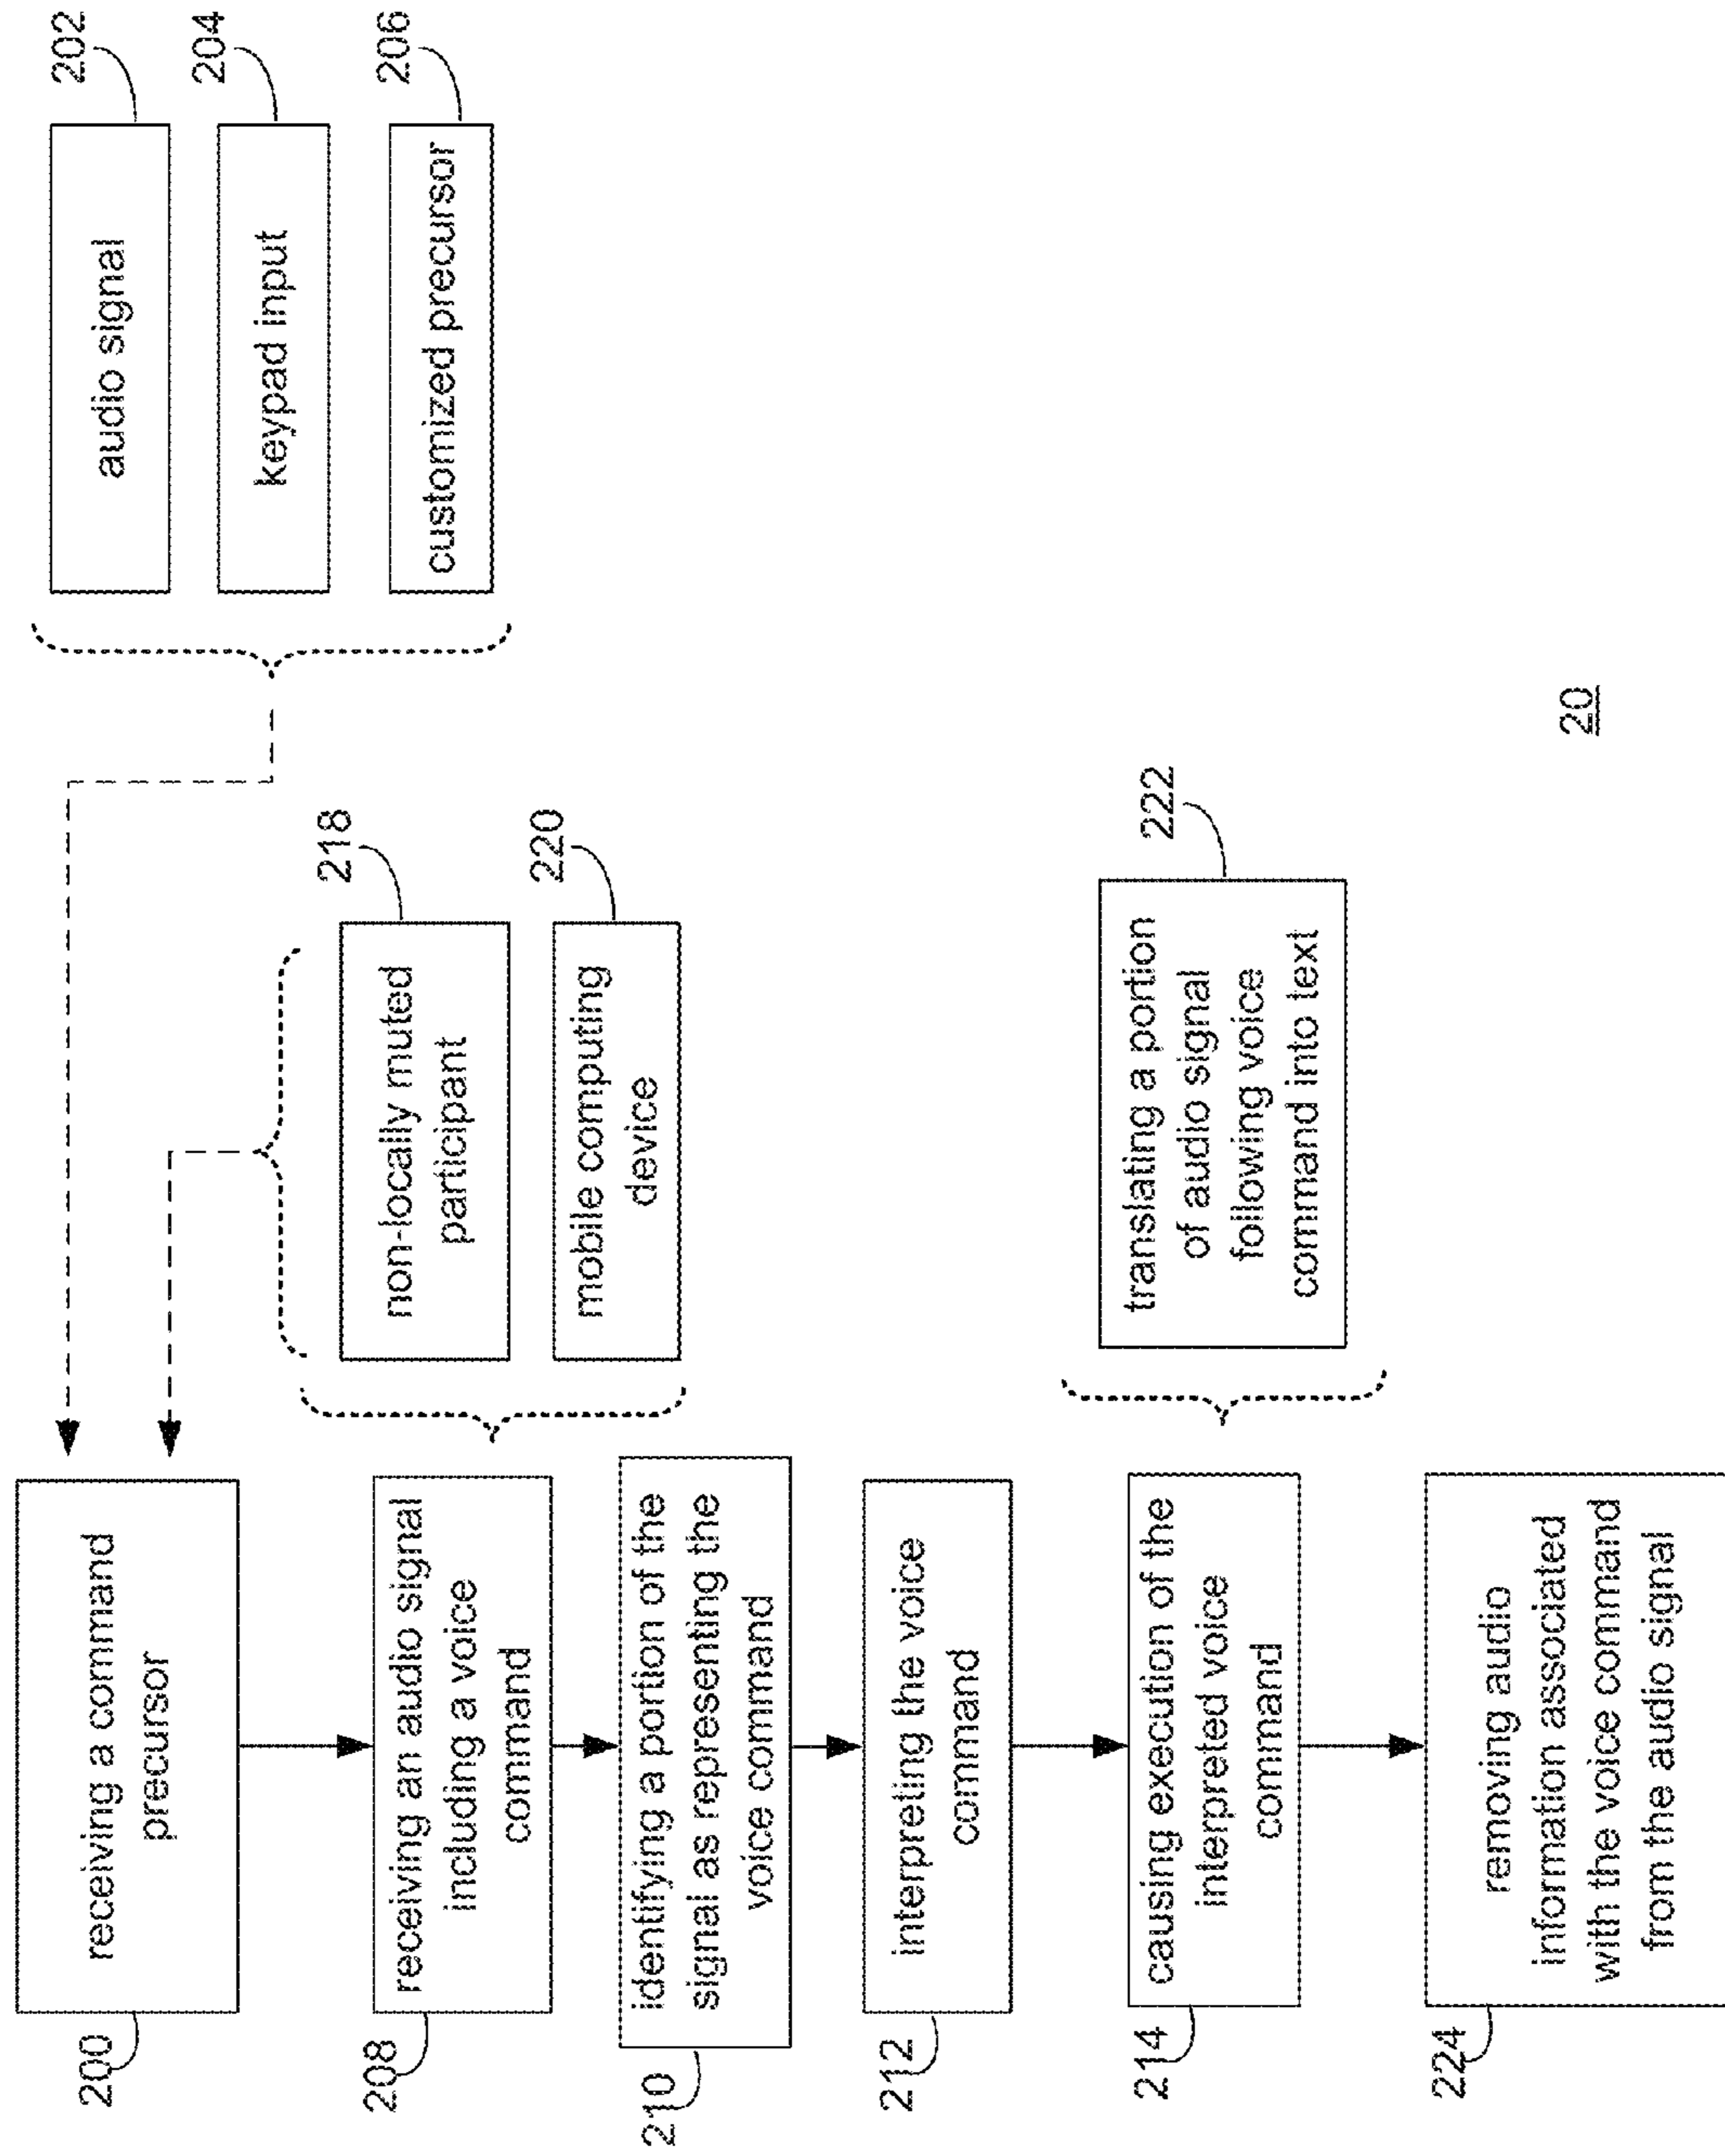 200
receiving a command
precursor
202
audio signal
204
keypad input
206
customized precursor
208
receiving an audio signal
including a voice
command
218
non-locally muted
participant
220
mobile computing
device
210
identifying a portion of the
signal as representing the
voice command
212
interpreting the voice
command
214
causing execution of the
interpreted voice
command
222
translating a portion
of audio signal
following voice
command into text
224
removing audio
information associated
with the voice command
from the audio signal
20